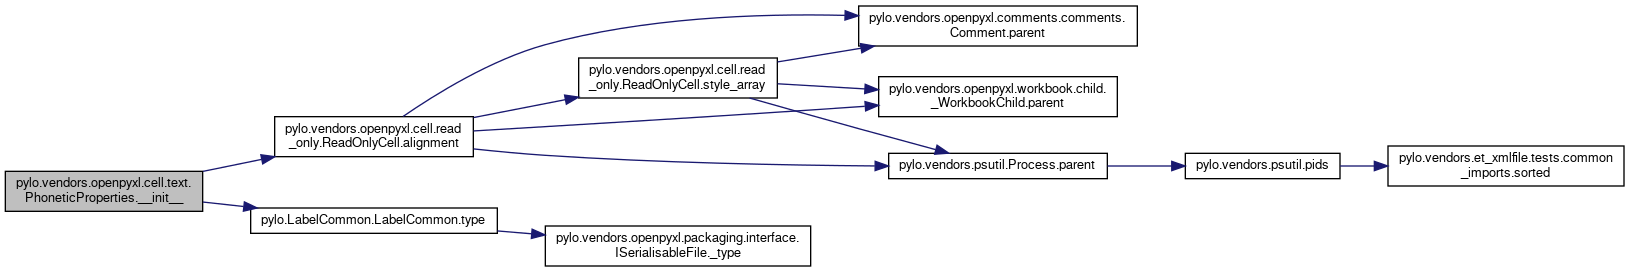 pylo.vendors.openpyxl.cell.text.
PhoneticProperties.__init__
pylo.vendors.openpyxl.cell.read
_only.ReadOnlyCell.alignment
pylo.LabelCommon.LabelCommon.type
pylo.vendors.openpyxl.cell.read
_only.ReadOnlyCell.style_array
pylo.vendors.openpyxl.packaging.interface.
ISerialisableFile._type
pylo.vendors.openpyxl.comments.comments.
Comment.parent
pylo.vendors.openpyxl.workbook.child.
_WorkbookChild.parent
pylo.vendors.psutil.Process.parent
pylo.vendors.psutil.pids
pylo.vendors.et_xmlfile.tests.common
_imports.sorted